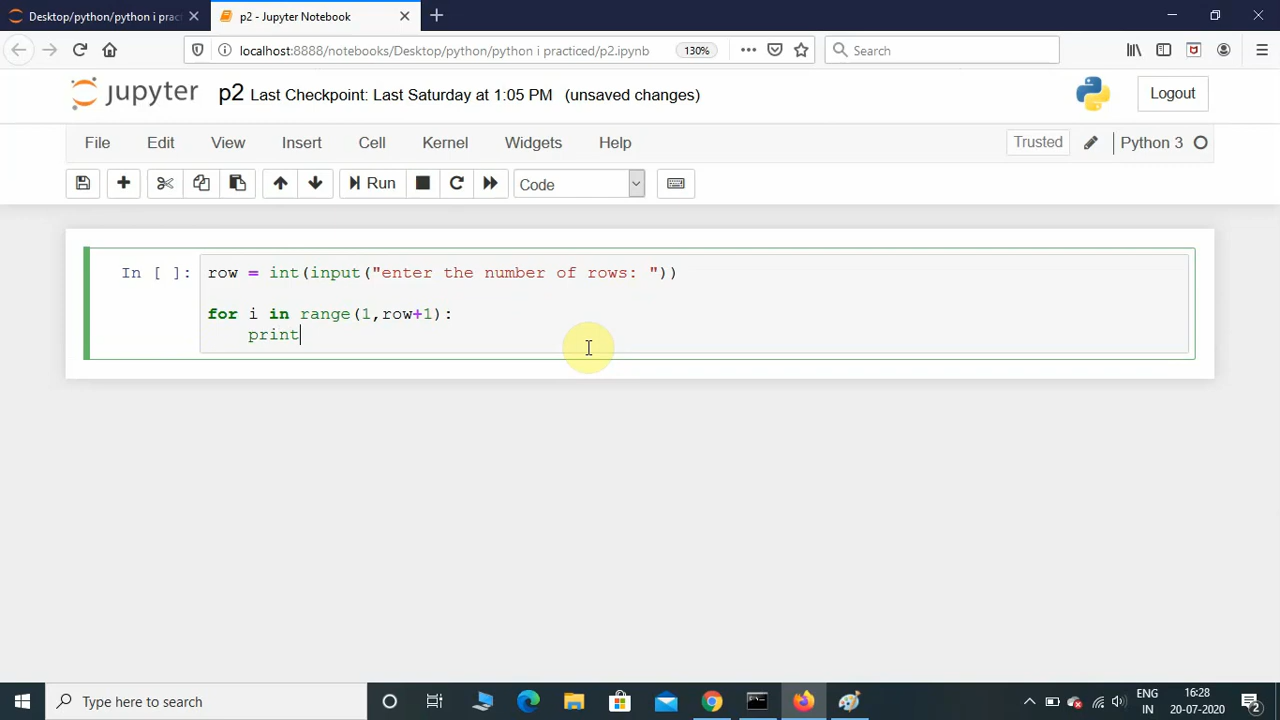 Desktop/python/python i pract
p2 - Jupyter Notebook
localhost:8888/notebooks/Desktop/python/python i practiced/p2.ipynb
130%
Search
jupyter
p2 Last Checkpoint: Last Saturday at 1:05 PM (unsaved changes)
Logout
File Edit View Insert Cell Kernel Widgets Help
Trusted
Python 3
Run
Code
In [ ]: row = int(input("enter the number of rows: "))
for i in range(1,row+1):
print
Type here to search
ENG
IN
16:28
20-07-2020
2